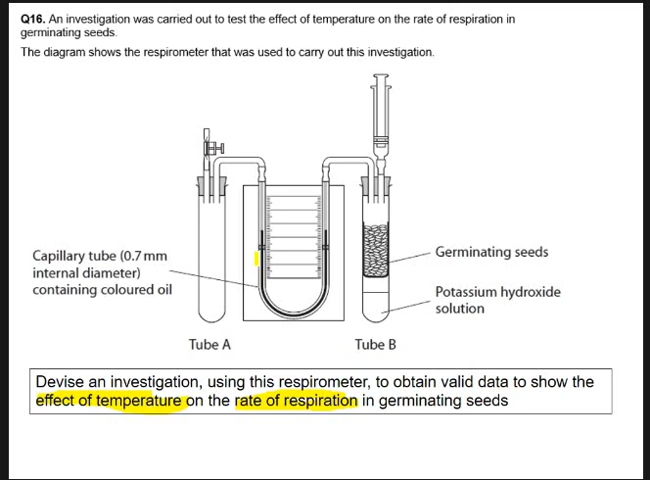 Q16. An investigation was carried out to test the effect of temperature on the rate of respiration in
germinating seeds.
The diagram shows the respirometer that was used to carry out this investigation.
Capillary tube (0.7 mm
internal diameter)
containing coloured oil
Germinating seeds
Potassium hydroxide
solution
Tube A
Tube B
Devise an investigation, using this respirometer, to obtain valid data to show the
effect of temperature on the rate of respiration in germinating seeds